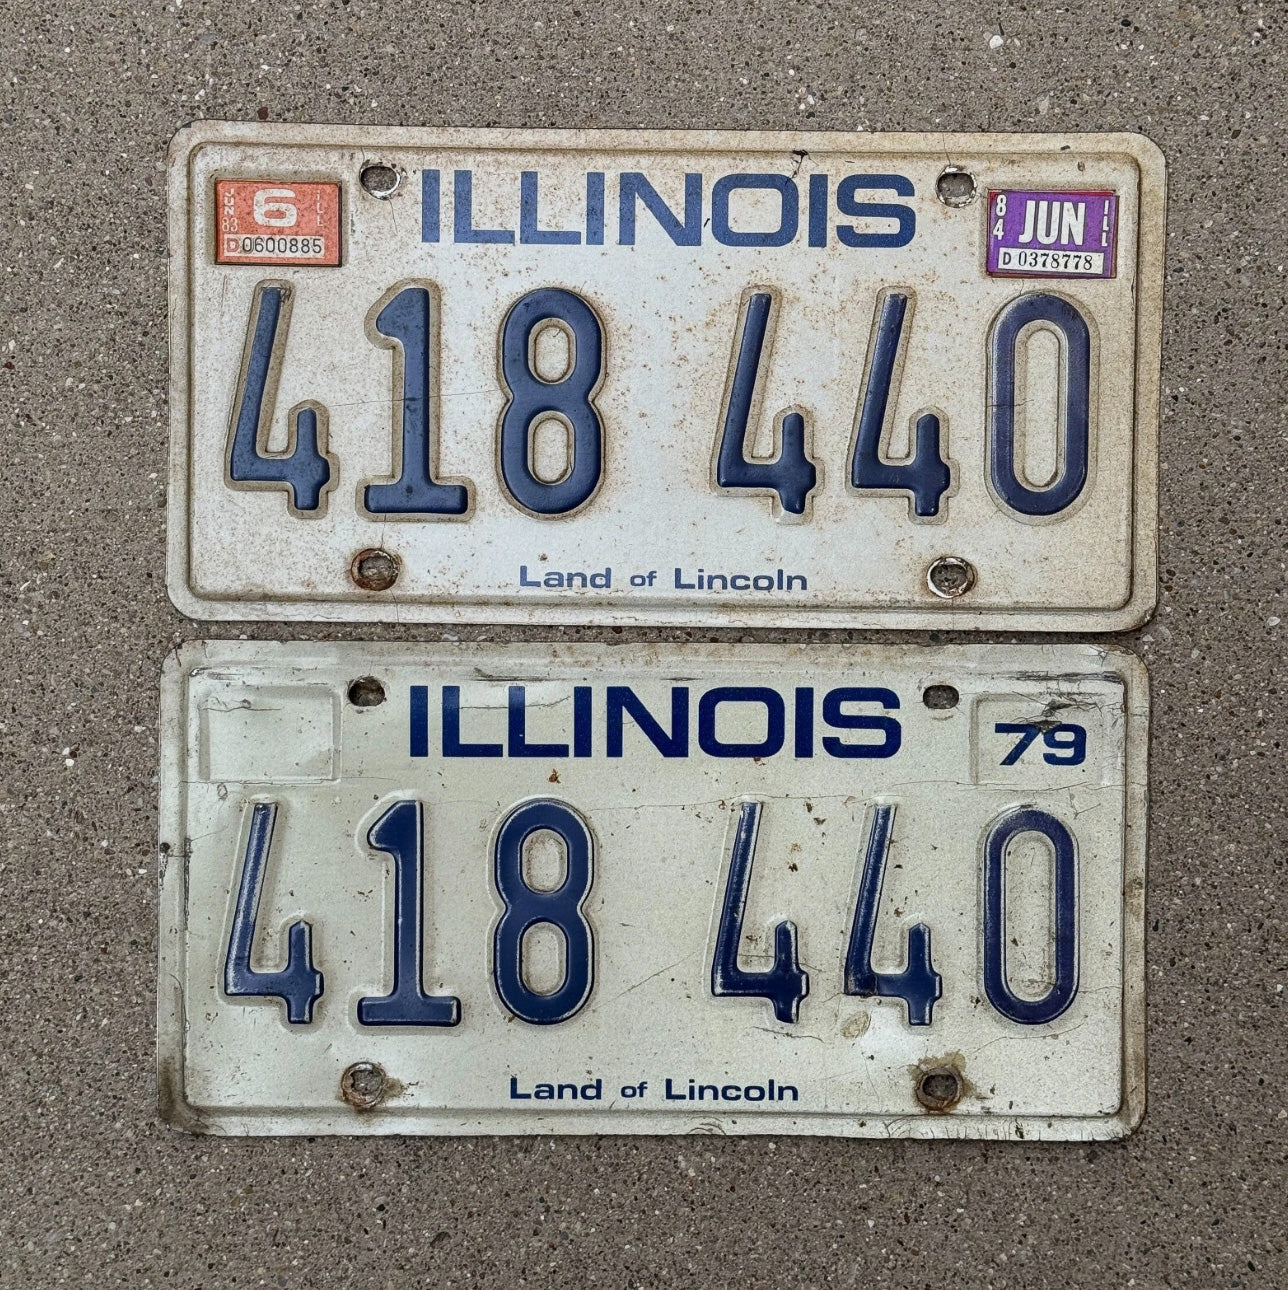 ILLINOIS
JUN 83 6 ILL
D0600885
84 JUN ILL
D 0378778
418 440
Land of Lincoln
ILLINOIS
79
418 440
Land of Lincoln